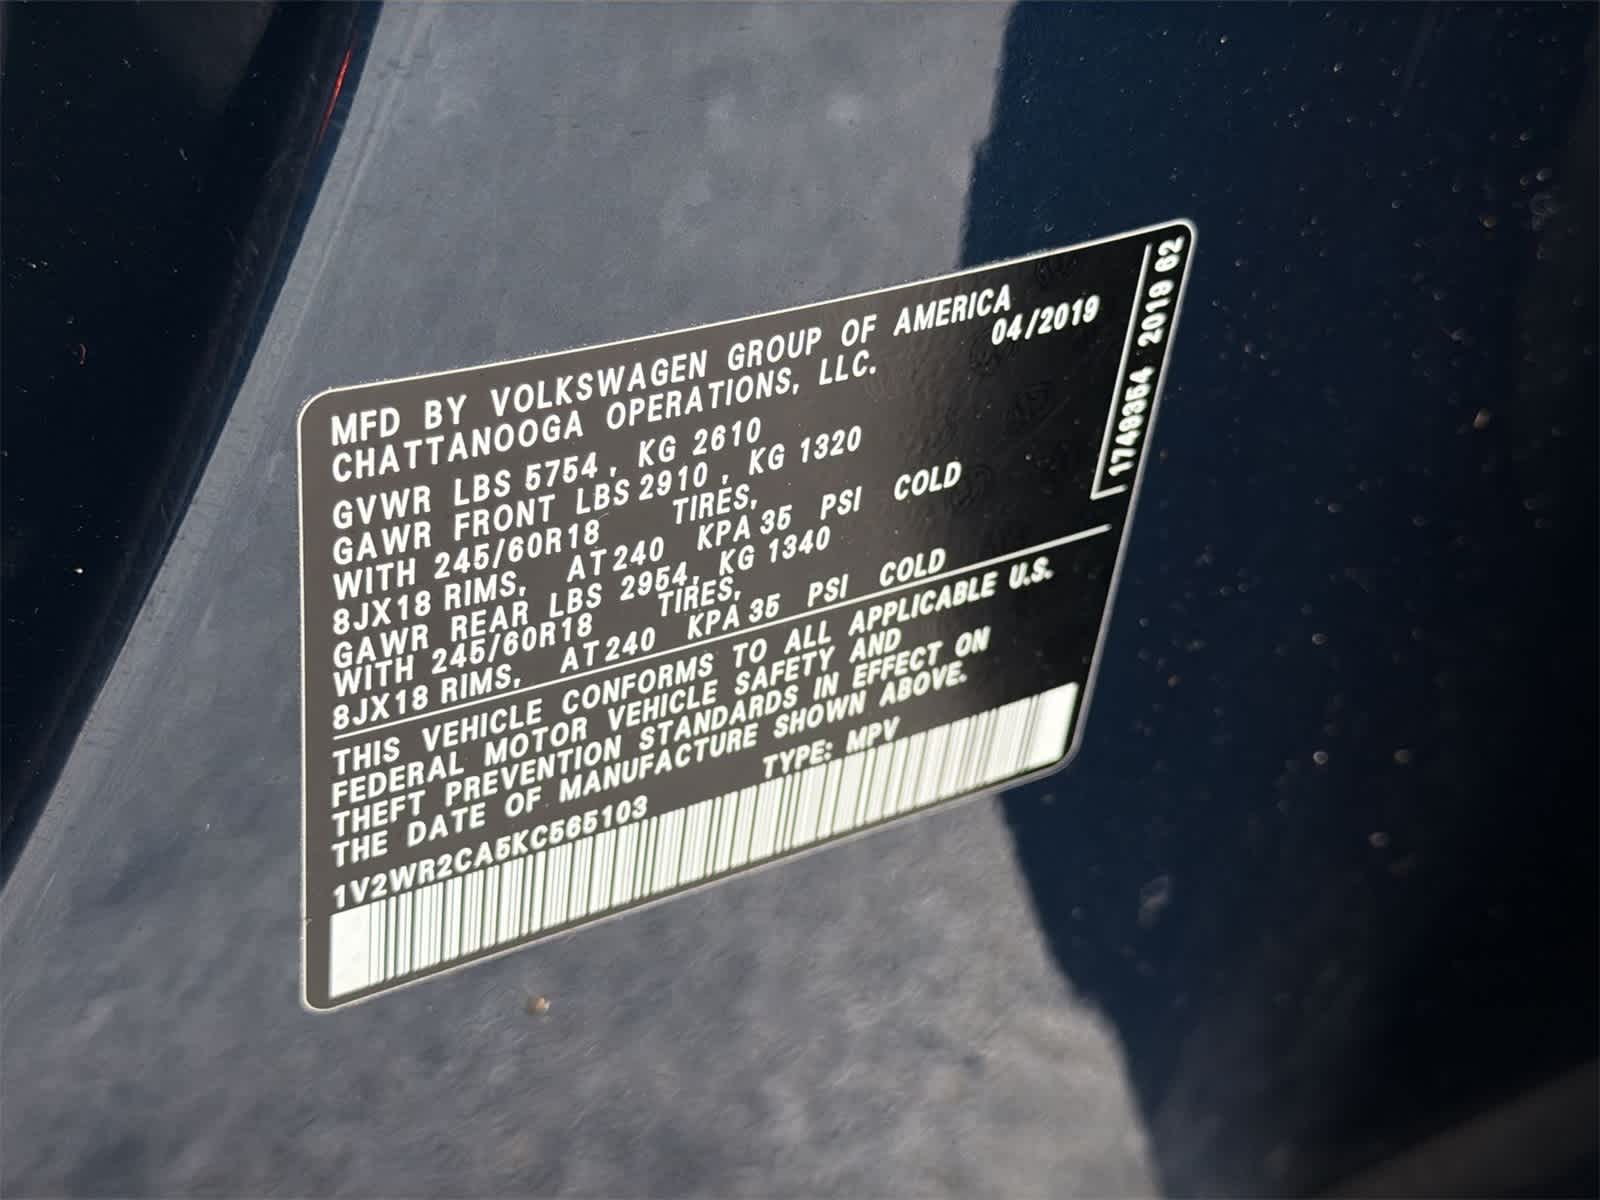 MFD BY VOLKSWAGEN GROUP OF AMERICA
CHATTANOOGA OPERATIONS, LLC. 04/2019
GVWR LBS 5754, KG 2610
GAWR FRONT LBS 2910, KG 1320
WITH 245/60R18 TIRES,
8JX18 RIMS, AT 240 KPA 35 PSI COLD
GAWR REAR LBS 2954, KG 1340
WITH 245/60R18 TIRES,
8JX18 RIMS, AT 240 KPA 35 PSI COLD
THIS VEHICLE CONFORMS TO ALL APPLICABLE U.S.
FEDERAL MOTOR VEHICLE SAFETY AND
THEFT PREVENTION STANDARDS IN EFFECT ON
THE DATE OF MANUFACTURE SHOWN ABOVE.
1V2WR2CA5KC565103 TYPE: MPV
1749354 2019 62